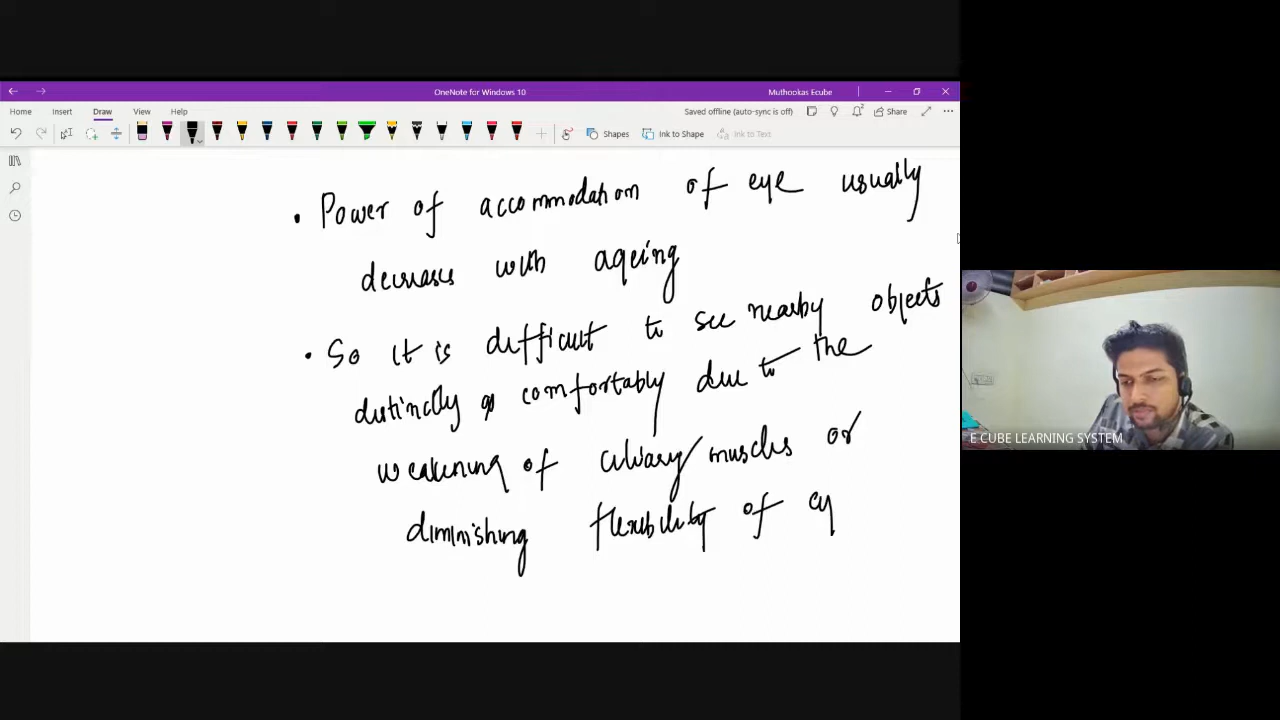 OneNote for Windows 10
Muthookas Ecube
Home Insert Draw View Help
Saved offline (auto-sync is off)
Share
Shapes
Ink to Shape
Ink to Text
• Power of accommodation of eye usually
decreases with ageing
• So it is difficult to see nearby objects
distinctly & comfortably due to the
weakening of ciliary muscles or
diminishing flexibility of ey
E CUBE LEARNING SYSTEM